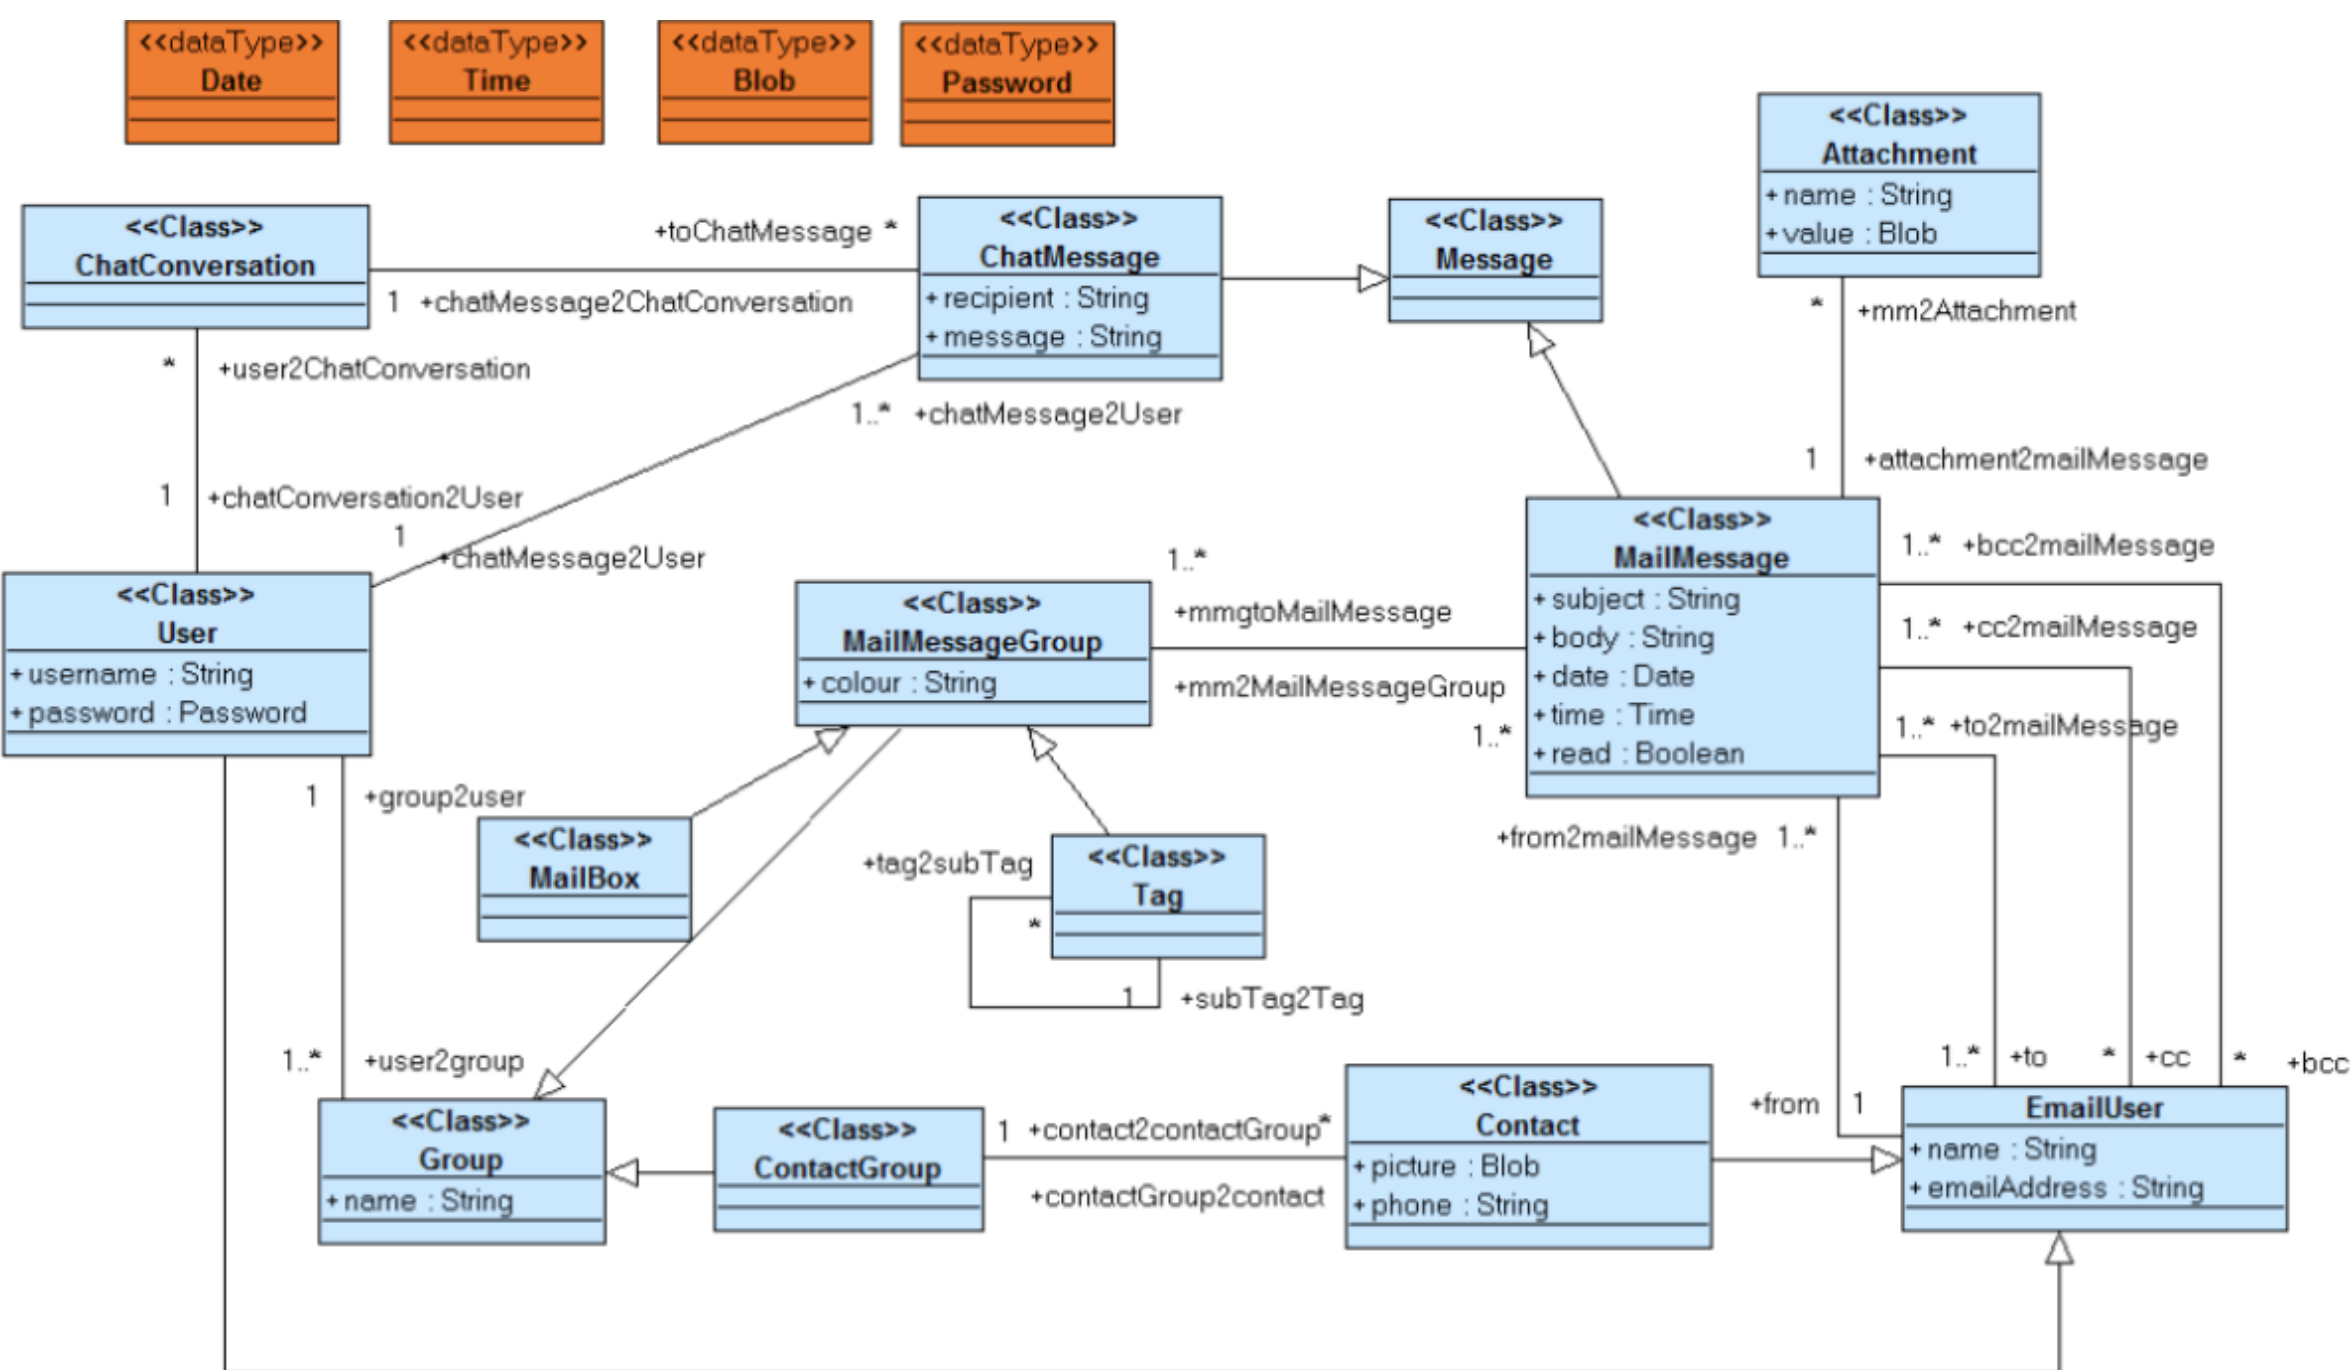 <<dataType>>
Date
<<dataType>>
Time
<<dataType>>
Blob
<<dataType>>
Password
<<Class>>
Attachment
+ name : String
+ value : Blob
<<Class>>
ChatConversation
+toChatMessage *
1 +chatMessage2ChatConversation
<<Class>>
ChatMessage
+ recipient : String
+ message : String
<<Class>>
Message
* +mm2Attachment
* +user2ChatConversation
1..* +chatMessage2User
1 +attachment2mailMessage
1 +chatConversation2User
1
+chatMessage2User
<<Class>>
User
+ username : String
+ password : Password
<<Class>>
MailMessageGroup
+ colour : String
1..*
+mmgtoMailMessage
+mm2MailMessageGroup
1..*
<<Class>>
MailMessage
+ subject : String
+ body : String
+ date : Date
+ time : Time
+ read : Boolean
1..* +bcc2mailMessage
1..* +cc2mailMessage
1..* +to2mailMessage
1 +group2user
<<Class>>
MailBox
+tag2subTag
*
<<Class>>
Tag
1 +subTag2Tag
+from2mailMessage 1..*
1..* +user2group
1..* +to
* +cc
* +bcc
<<Class>>
Group
+ name : String
<<Class>>
ContactGroup
1 +contact2contactGroup *
+contactGroup2contact
<<Class>>
Contact
+ picture : Blob
+ phone : String
+from 1
EmailUser
+ name : String
+ emailAddress : String